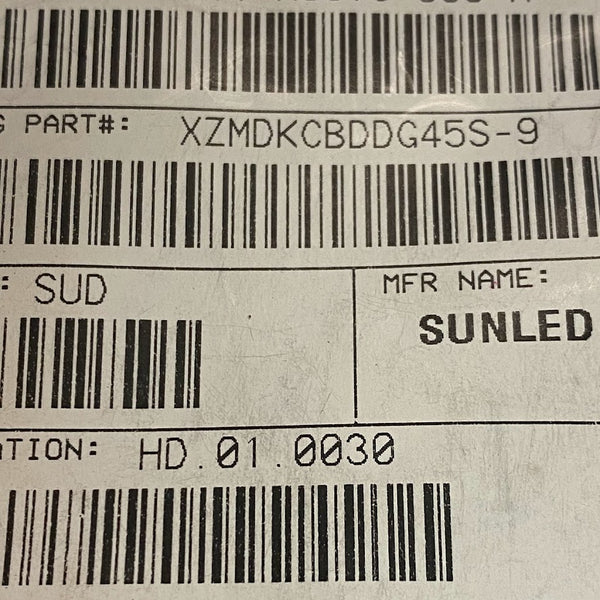 G PART#: XZMDKCBDDG45S-9
: SUD
MFR NAME:
SUNLED
ATION: HD.01.0030